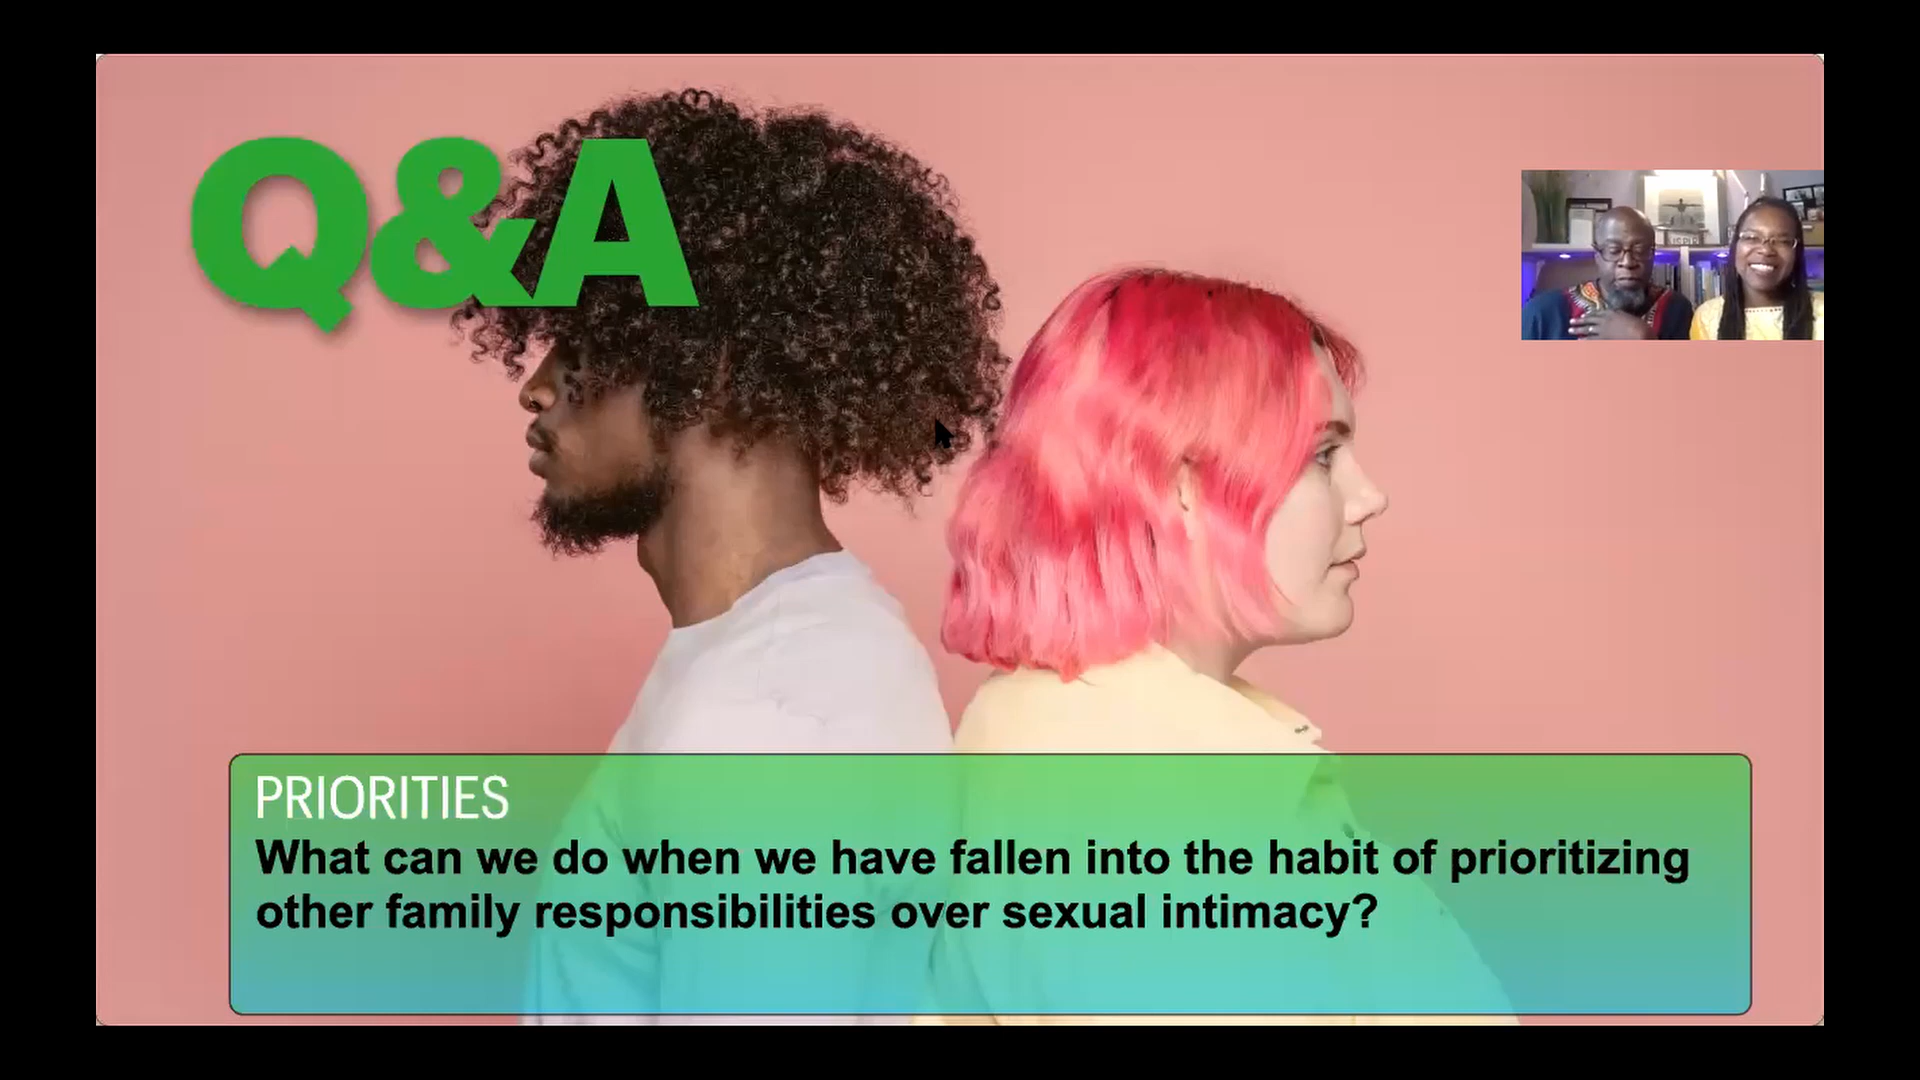 Q&A
PRIORITIES
What can we do when we have fallen into the habit of prioritizing
other family responsibilities over sexual intimacy?